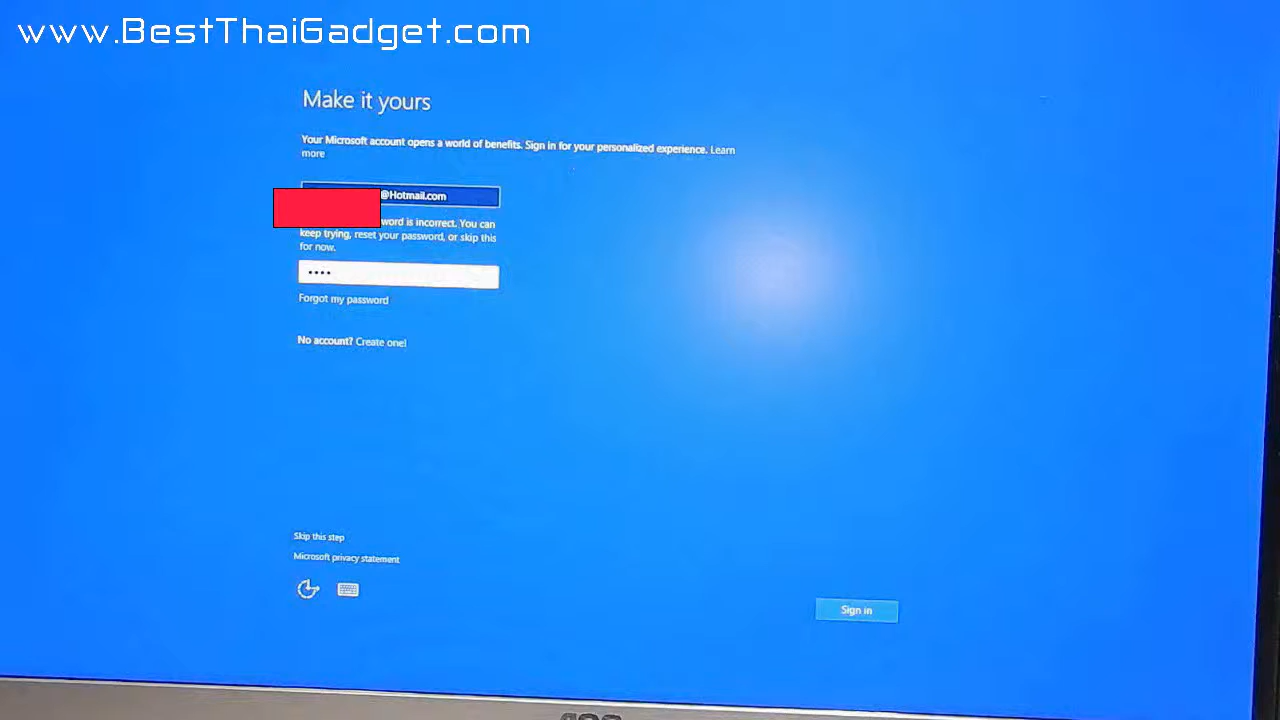 www.BestThaiGadget.com
Make it yours
Your Microsoft account opens a world of benefits. Sign in for your personalized experience. Learn
more
@Hotmail.com
word is incorrect. You can
keep trying, reset your password, or skip this
for now.
Forgot my password
No account? Create one!
Skip this step
Microsoft privacy statement
Sign in